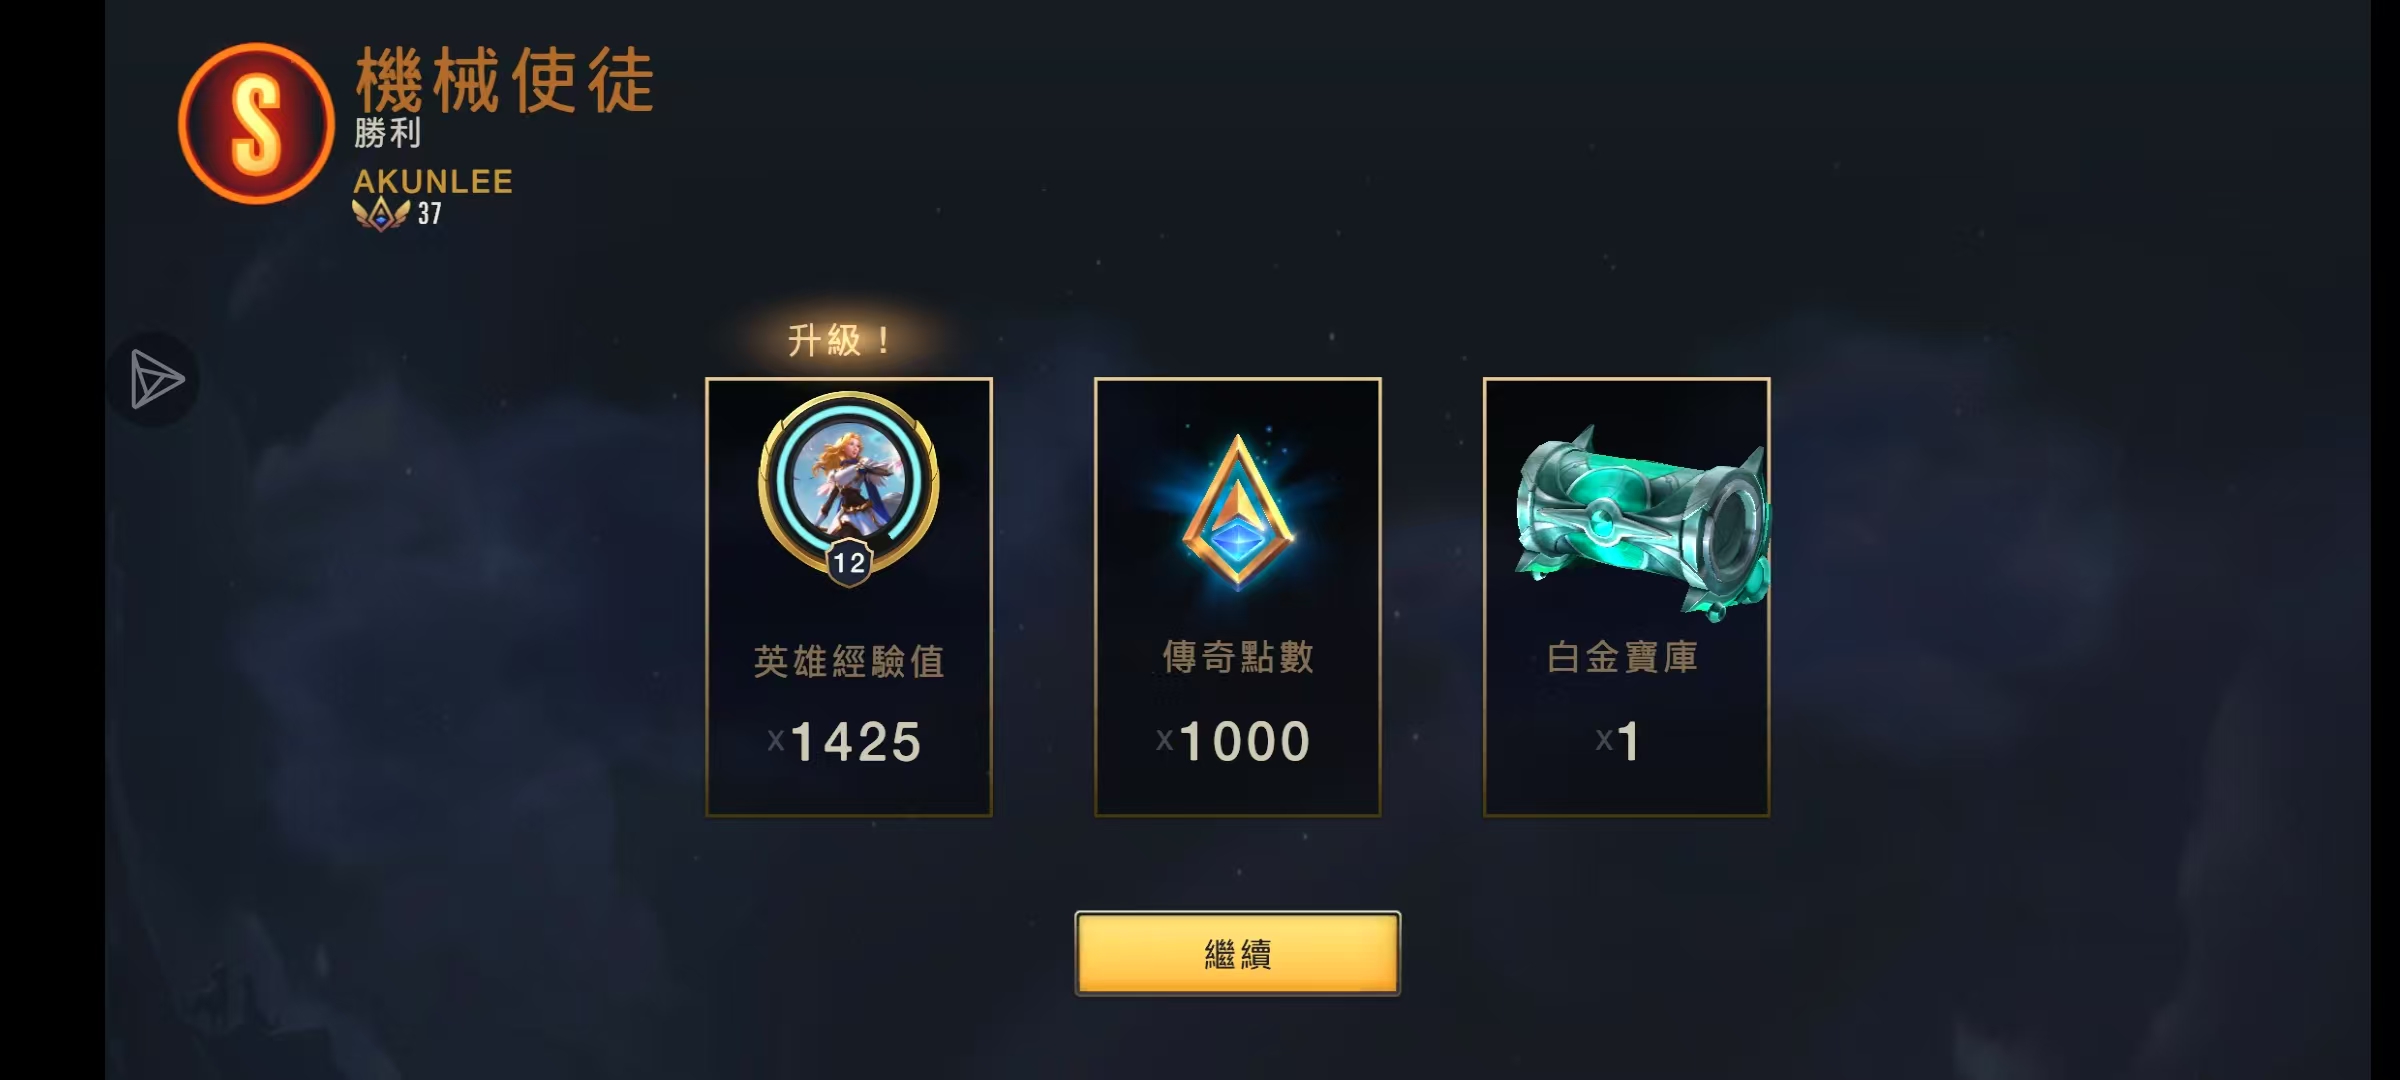 S
機械使徒
勝利
AKUNLEE
37
升級！
12
英雄經驗值
x1425
傳奇點數
x1000
白金寶庫
x1
繼續